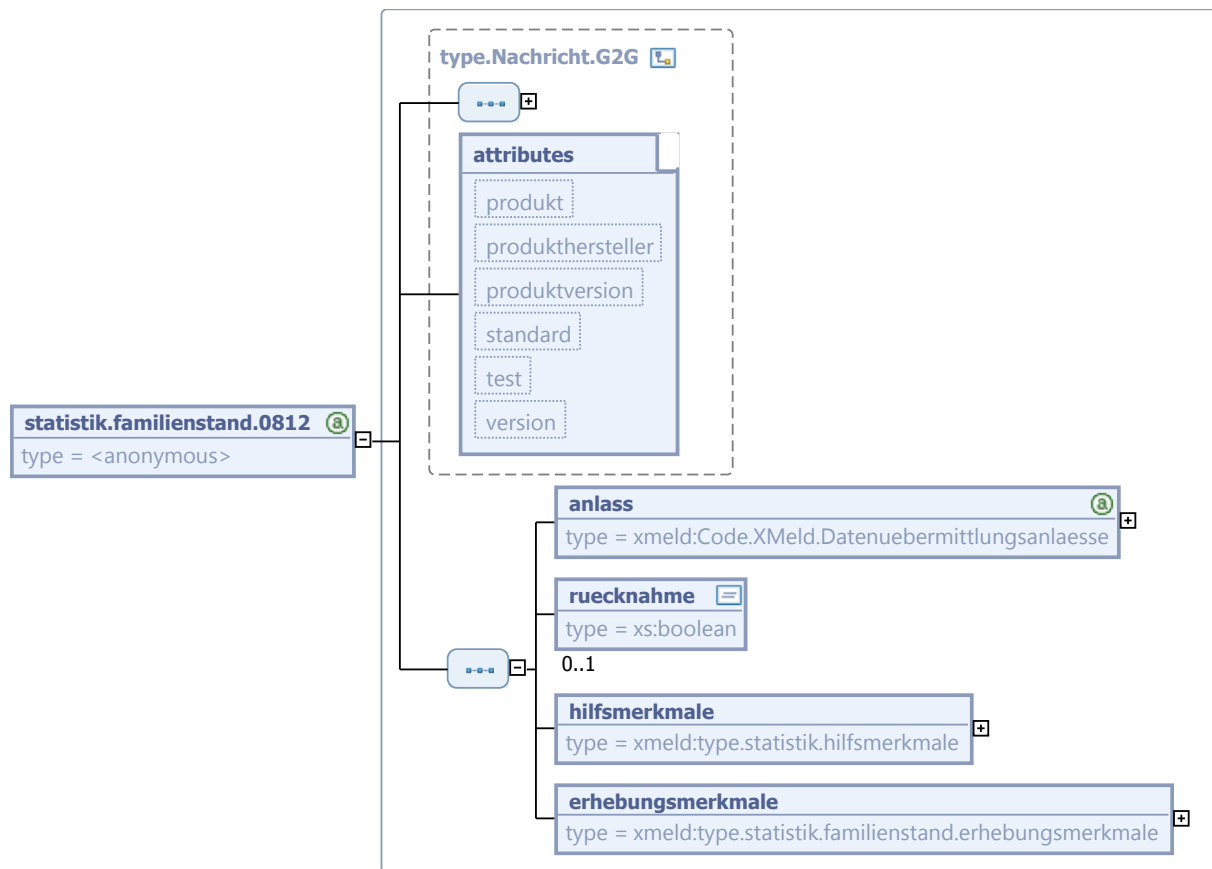 type.Nachricht.G2G
attributes
produkt
produkthersteller
produktversion
standard
test
version
statistik.familienstand.0812
type = <anonymous>
anlass
type = xmeld:Code.XMeld.Datenuebermittlungsanlaesse
ruecknahme
type = xs:boolean
0..1
hilfsmerkmale
type = xmeld:type.statistik.hilfsmerkmale
erhebungsmerkmale
type = xmeld:type.statistik.familienstand.erhebungsmerkmale